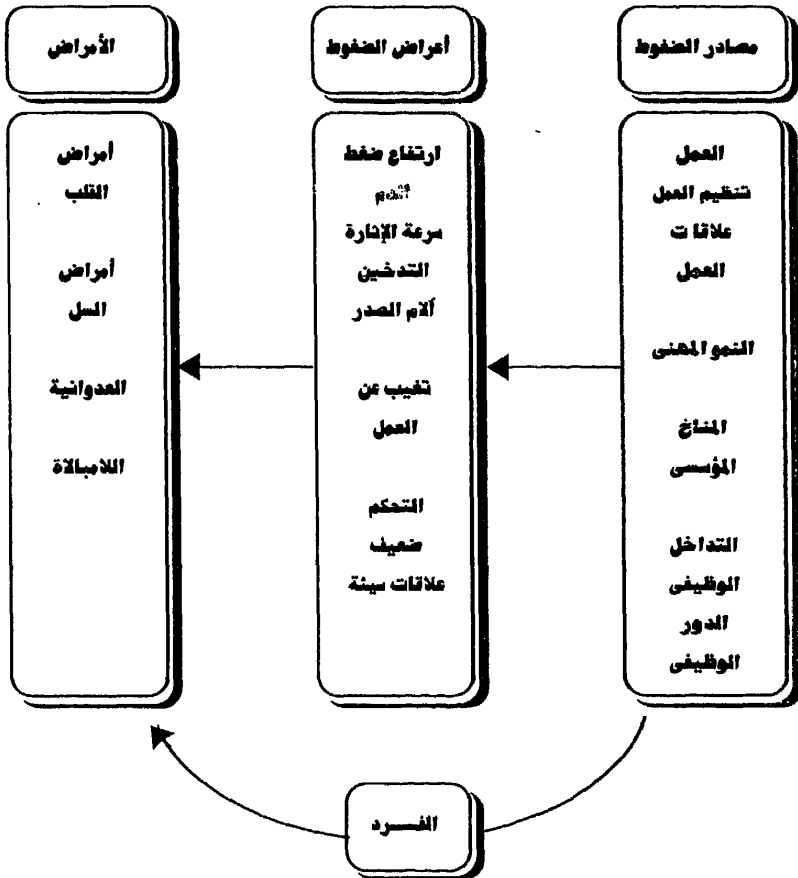 مصادر الضغوط
العمل
تنظيم العمل
علاقات
العمل
النمو المهنى
المناخ
المؤسسى
التداخل
الوظيفى
الدور
الوظيفى
أعراض الضغوط
ارتفاع ضغط
الدم
سرعة الإثارة
التدخين
آلام الصدر
تغيب عن
العمل
التحكم
ضعيف
علاقات سيئة
الأمراض
أمراض
القلب
أمراض
السل
العدوانية
اللامبالاة
الفـــرد